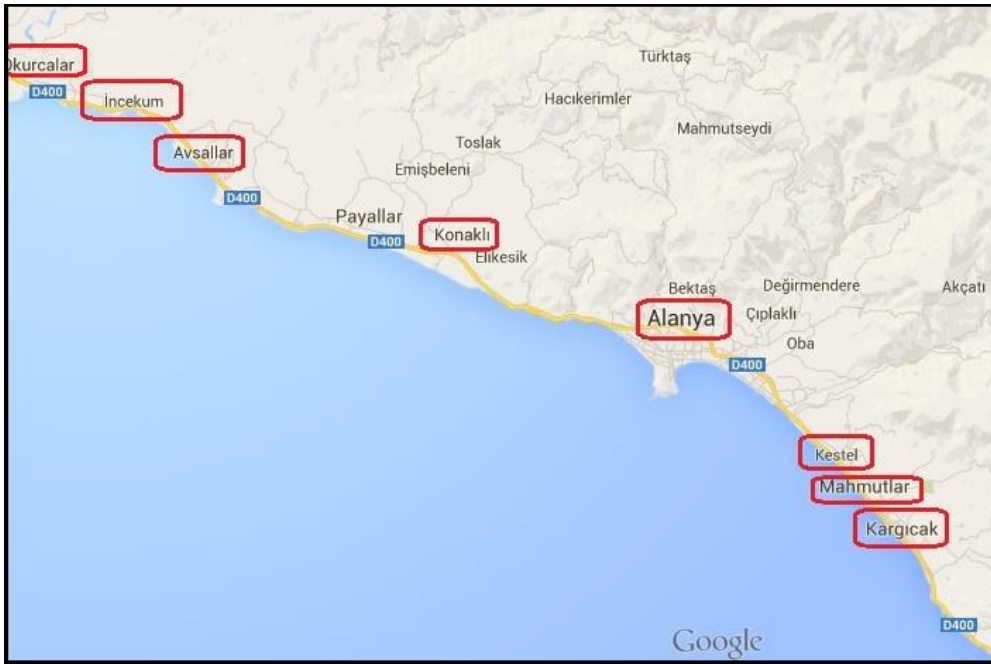 Türktaş
Okurcalar
D400
İncekum
Hacıkerimler
Mahmutseydi
Toslak
Avsallar
Emişbeleni
D400
Payallar
Konaklı
D400
Elikesik
Bektaş
Değirmendere
Akçatı
Alanya
Çıplaklı
Oba
D400
Kestel
Mahmutlar
Kargıcak
D400
Google